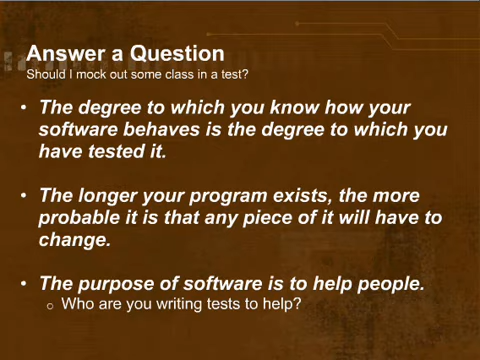 Answer a Question
Should I mock out some class in a test?
• The degree to which you know how your
software behaves is the degree to which you
have tested it.
• The longer your program exists, the more
probable it is that any piece of it will have to
change.
• The purpose of software is to help people.
○ Who are you writing tests to help?